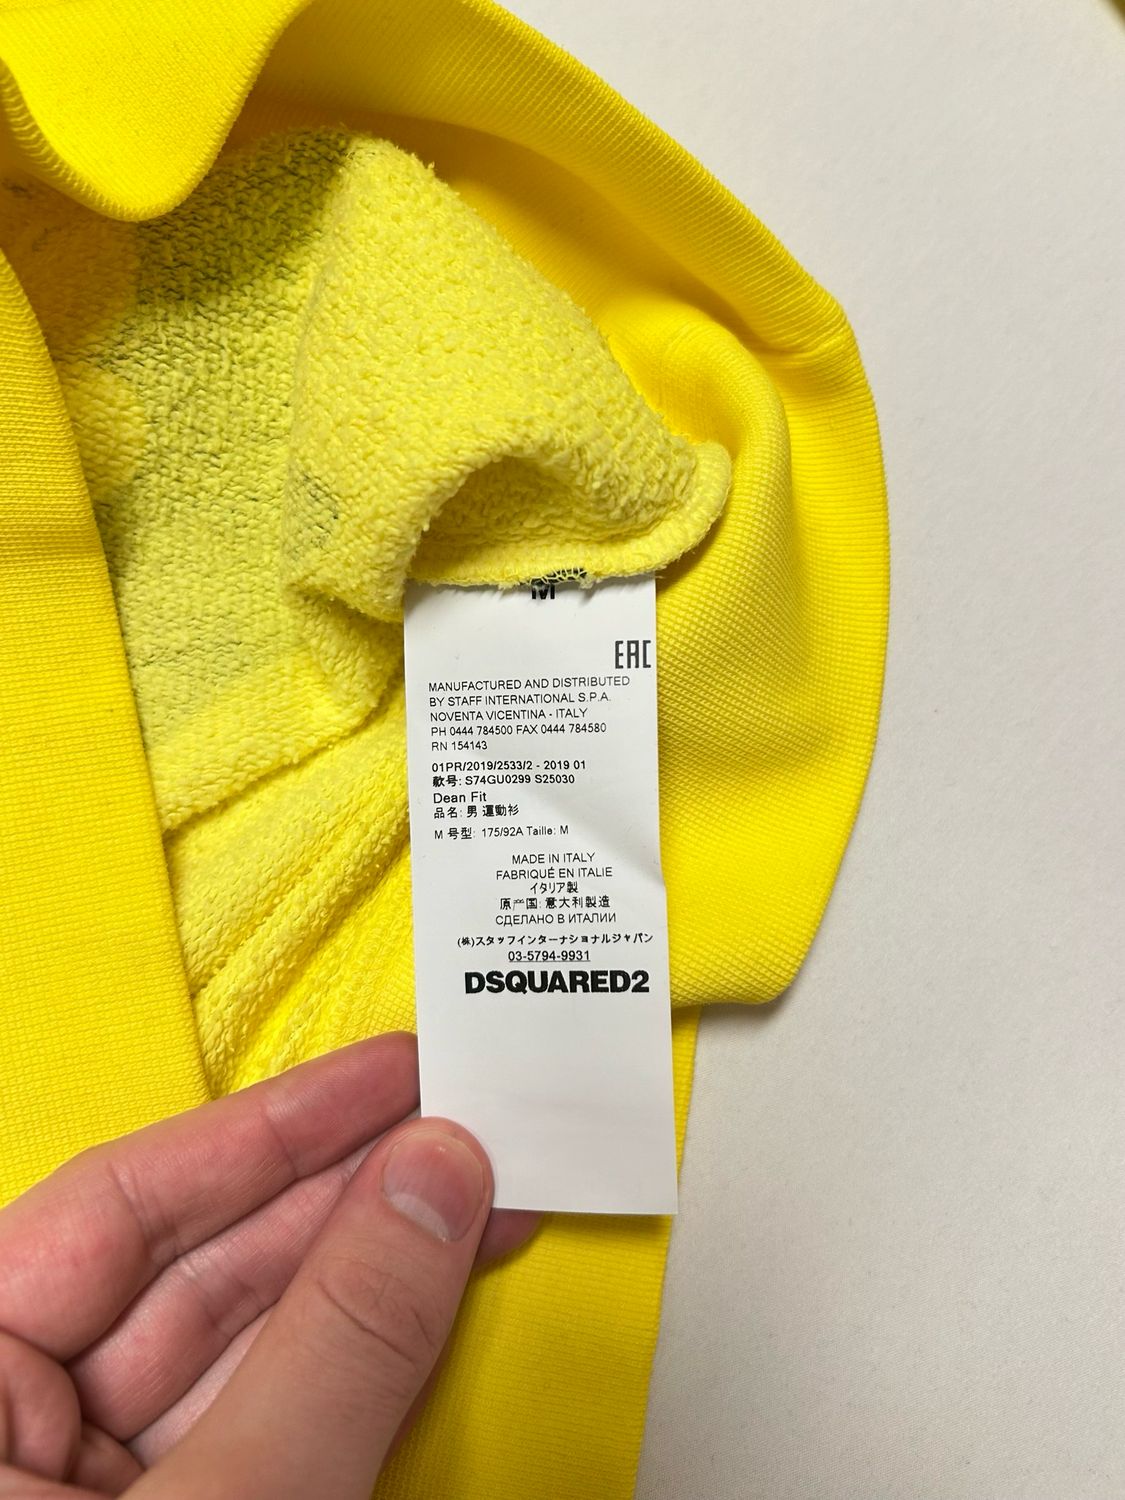 M
EAC
MANUFACTURED AND DISTRIBUTED
BY STAFF INTERNATIONAL S.P.A.
NOVENTA VICENTINA - ITALY
PH 0444 784500 FAX 0444 784580
RN 154143
01PR/2019/2533/2 - 2019 01
款号: S74GU0299 S25030
Dean Fit
品名: 男 運動衫
M 号型: 175/92A Taille: M
MADE IN ITALY
FABRIQUÉ EN ITALIE
イタリア製
原产国: 意大利製造
СДЕЛАНО В ИТАЛИИ
(株)スタッフインターナショナルジャパン
03-5794-9931
DSQUARED2